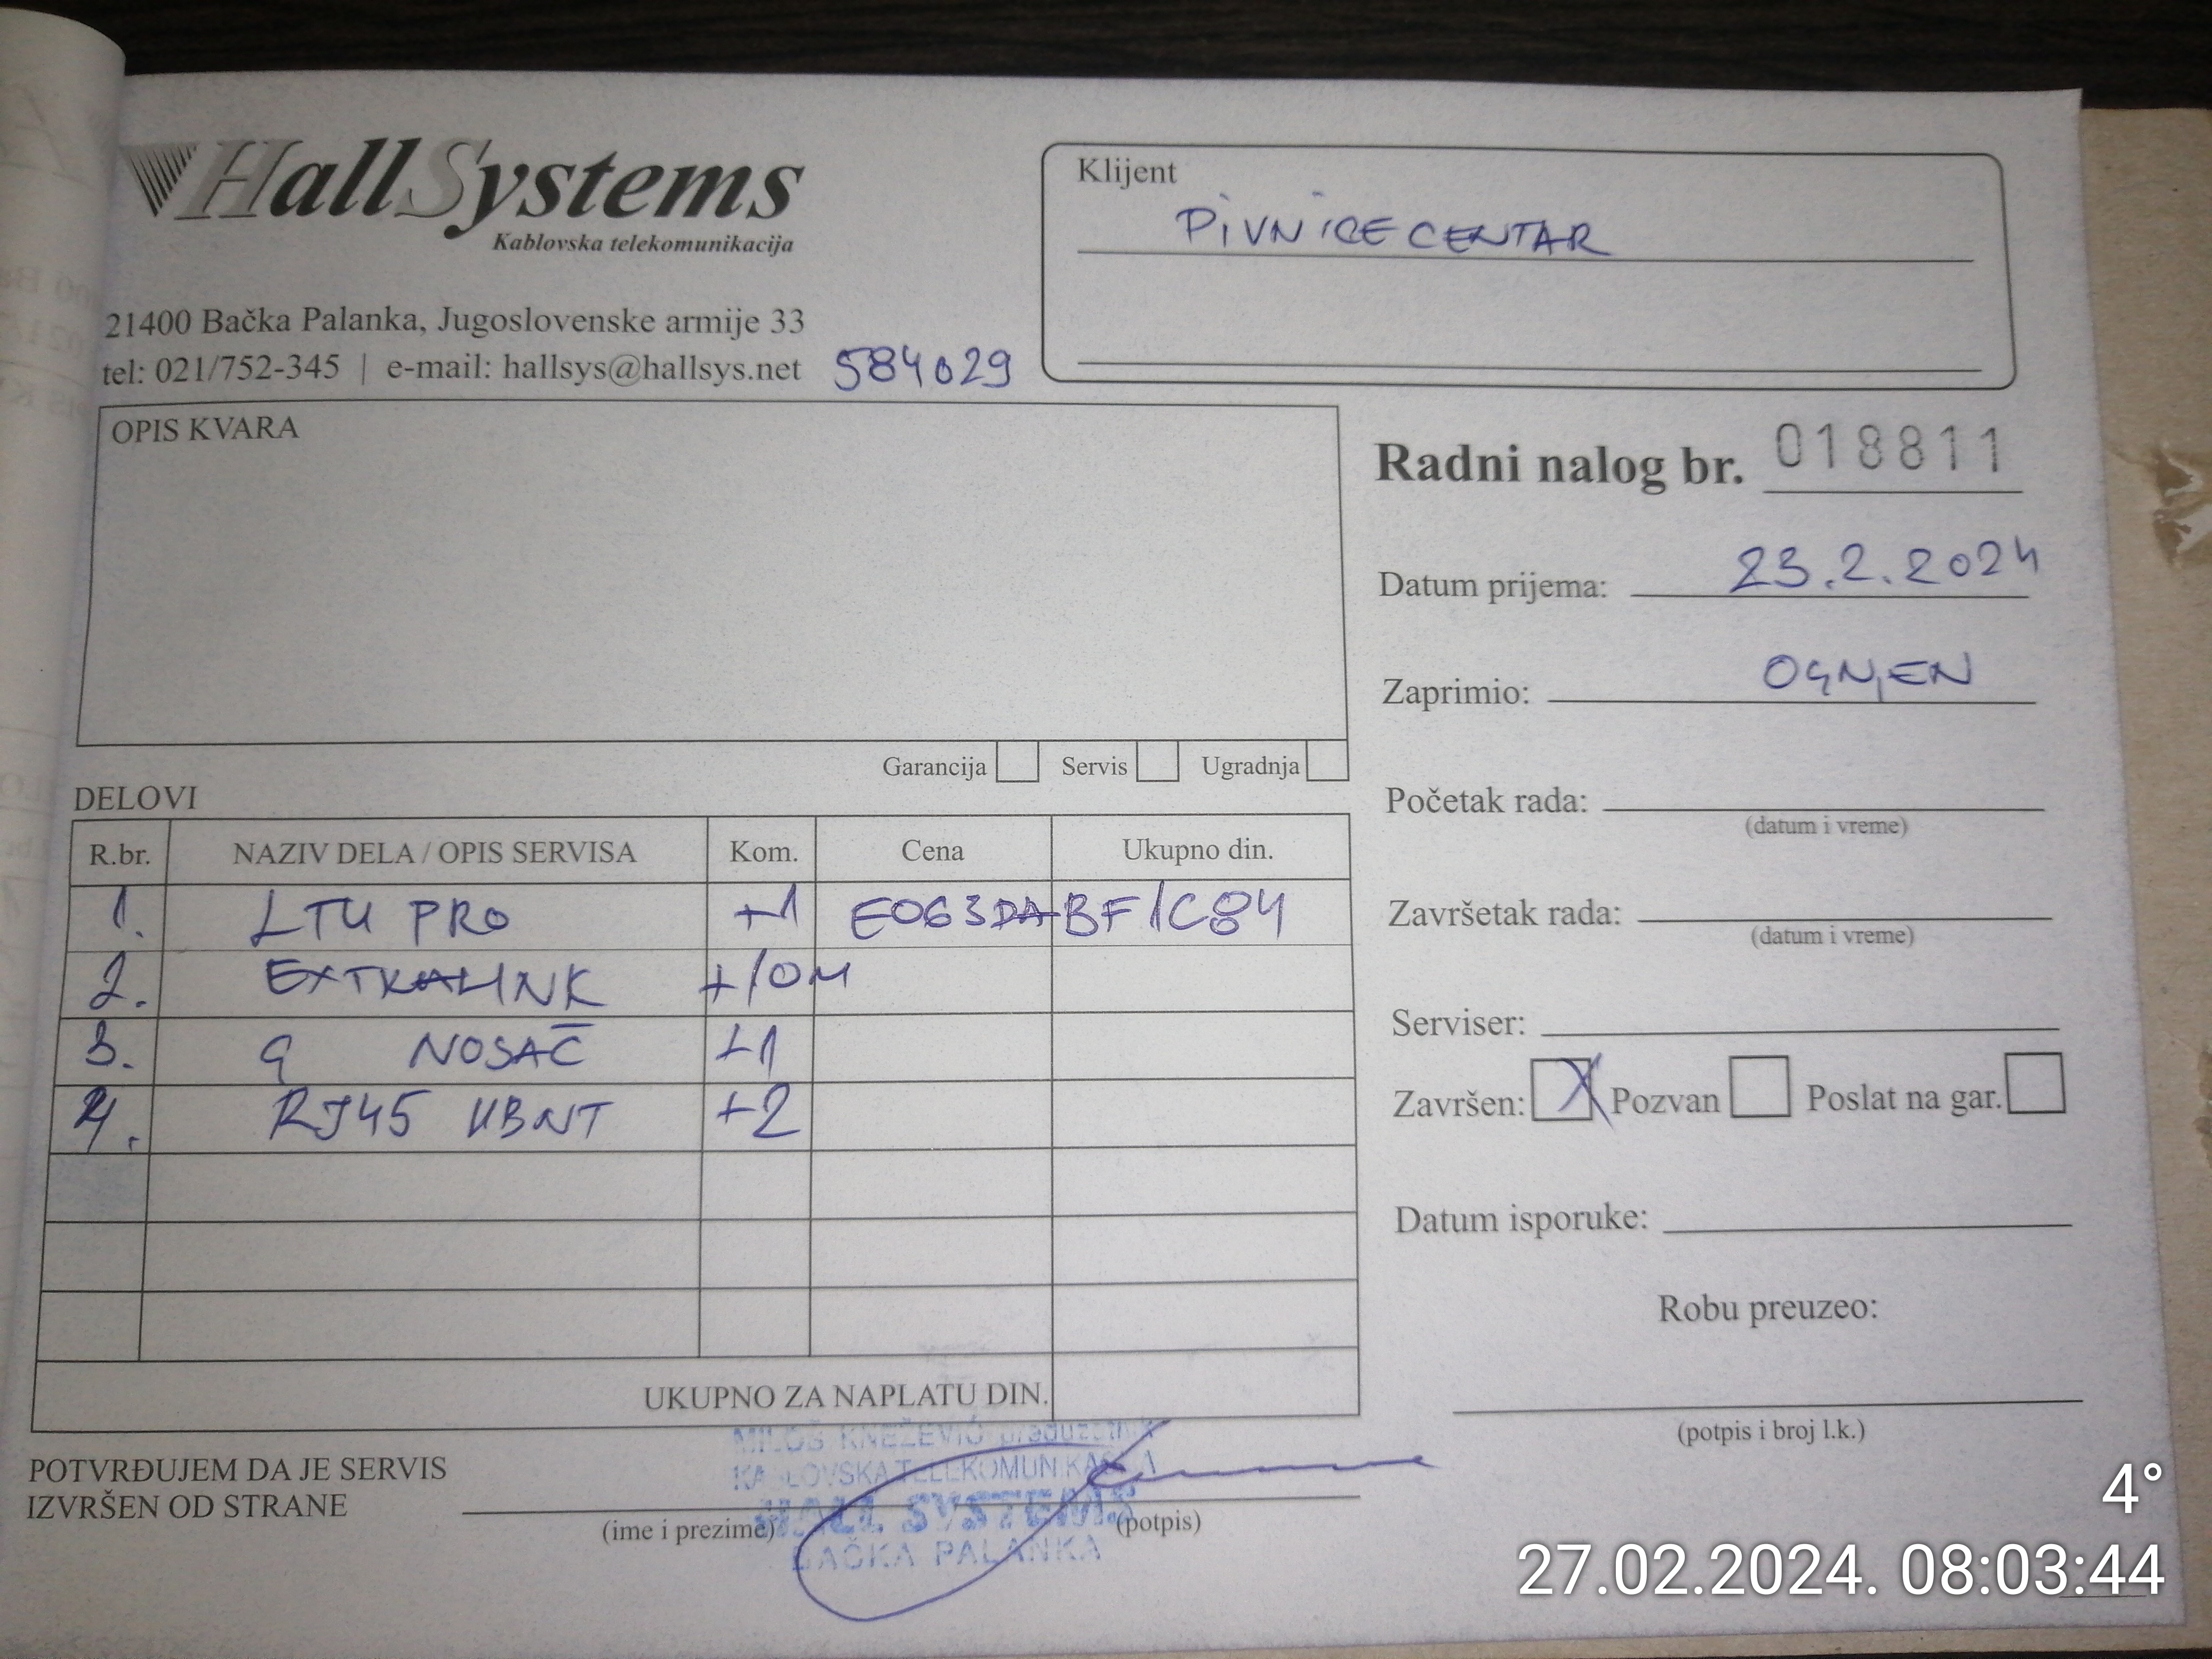 HallSystems
Kablovska telekomunikacija
21400 Bačka Palanka, Jugoslovenske armije 33
tel: 021/752-345 | e-mail: hallsys@hallsys.net 584029
Klijent
PIVNICE CENTAR
OPIS KVARA
Garancija Servis Ugradnja
Radni nalog br. 018811
Datum prijema: 23.2.2024
Zaprimio: OGNJEN
Početak rada:
(datum i vreme)
Završetak rada:
(datum i vreme)
Serviser:
Završen: X Pozvan Poslat na gar.
Datum isporuke:
Robu preuzeo:
(potpis i broj l.k.)
DELOVI
R.br. NAZIV DELA / OPIS SERVISA Kom. Cena Ukupno din.
1. LTU PRO +1 E063DABF1C84
2. EXTRALINK +10M
3. NOSAČ +1
4. RJ45 UBNT +2
UKUPNO ZA NAPLATU DIN.
MILOŠ KNEŽEVIĆ preduzetnik
KABLOVSKA TELEKOMUNIKACIJA
HALL SYSTEMS
BAČKA PALANKA
POTVRĐUJEM DA JE SERVIS
IZVRŠEN OD STRANE
(ime i prezime) (potpis)
4°
27.02.2024. 08:03:44